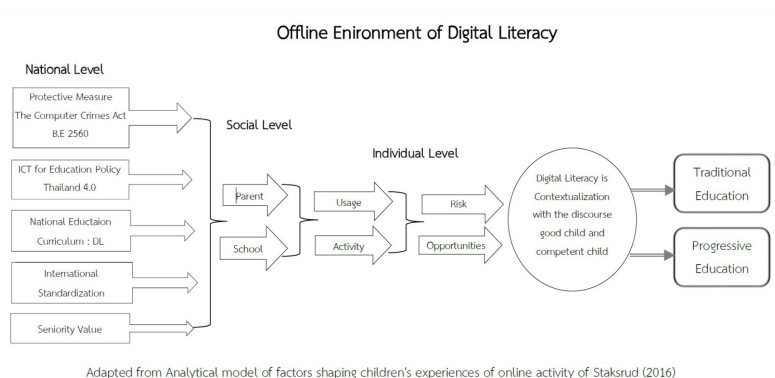 Offline Enironment of Digital Literacy
National Level
Protective Measure
The Computer Crimes Act
B.E 2560
ICT for Education Policy
Thailand 4.0
National Eductaion
Curriculum : DL
International
Standardization
Seniority Value
Social Level
Parent
School
Individual Level
Usage
Activity
Risk
Opportunities
Digital Literacy is
Contextualization
with the discourse
good child and
competent child
Traditional
Education
Progressive
Education
Adapted from Analytical model of factors shaping children's experiences of online activity of Staksrud (2016)